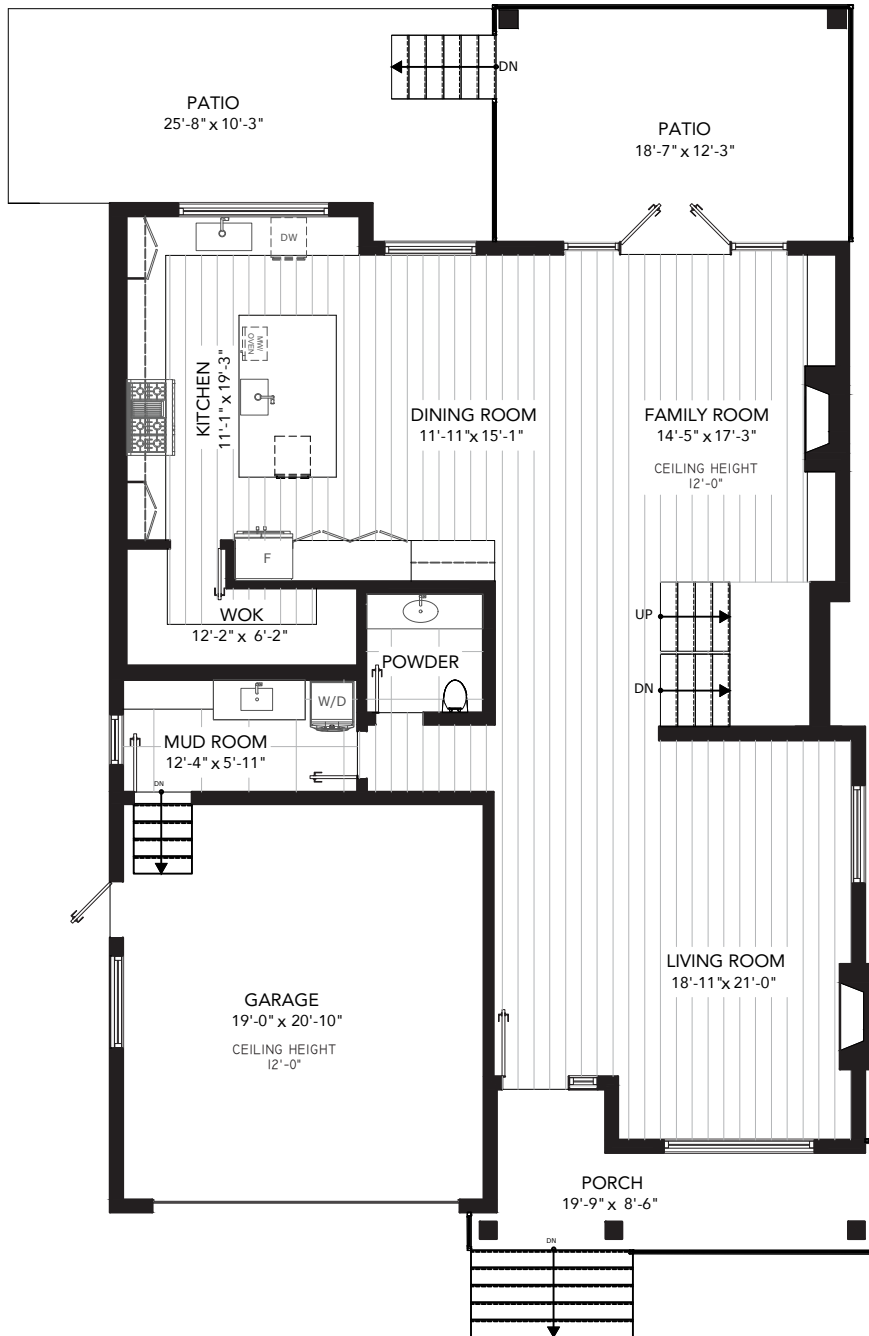 DN
PATIO
25'-8" x 10'-3"
PATIO
18'-7" x 12'-3"
DW
MW
OVEN
KITCHEN
11'-1" x 19'-3"
DINING ROOM
11'-11"x 15'-1"
FAMILY ROOM
14'-5" x 17'-3"
CEILING HEIGHT
12'-0"
F
WOK
12'-2" x 6'-2"
UP
POWDER
DN
W/D
MUD ROOM
12'-4" x 5'-11"
DN
LIVING ROOM
18'-11"x 21'-0"
GARAGE
19'-0" x 20'-10"
CEILING HEIGHT
12'-0"
PORCH
19'-9" x 8'-6"
DN